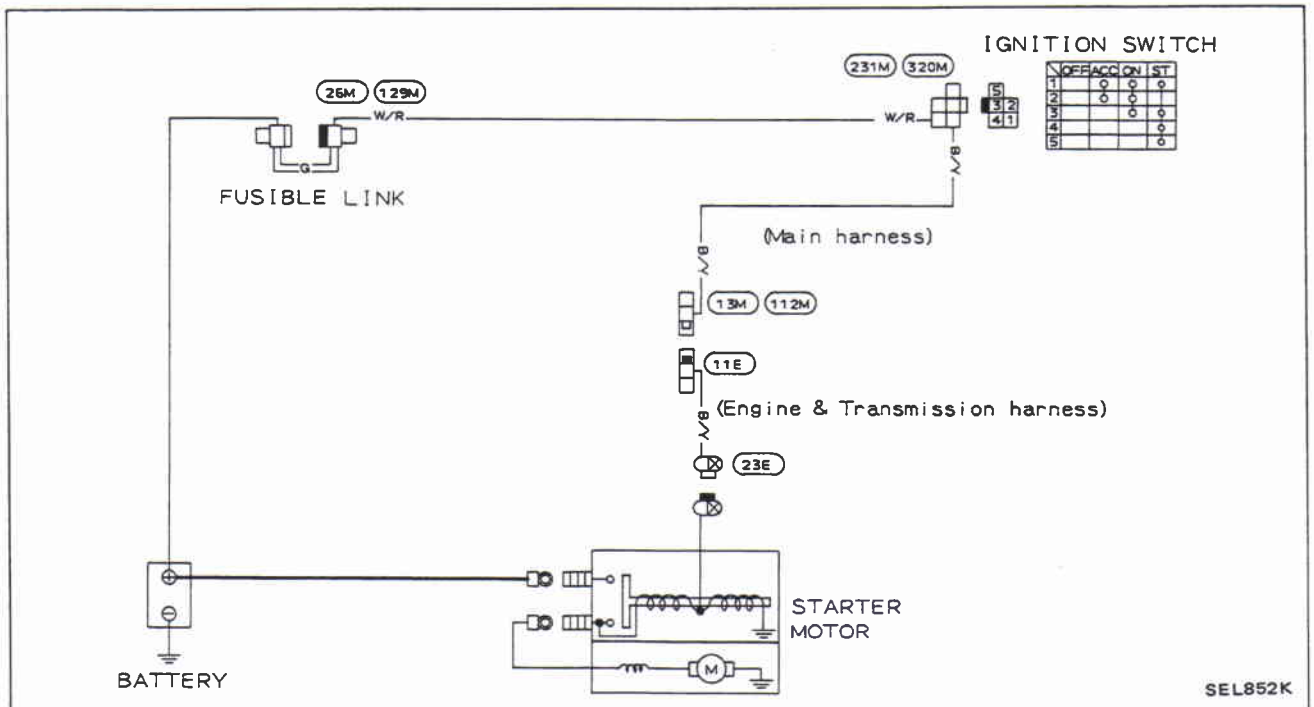 IGNITION SWITCH
231M 320M
OFF ACC ON ST
1
2
3
4
5
5
3 2
4 1
26M 129M
W/R
W/R
B/Y
G
FUSIBLE LINK
(Main harness)
B/Y
13M 112M
11E
(Engine & Transmission harness)
B/Y
23E
STARTER
MOTOR
M
BATTERY
SEL852K